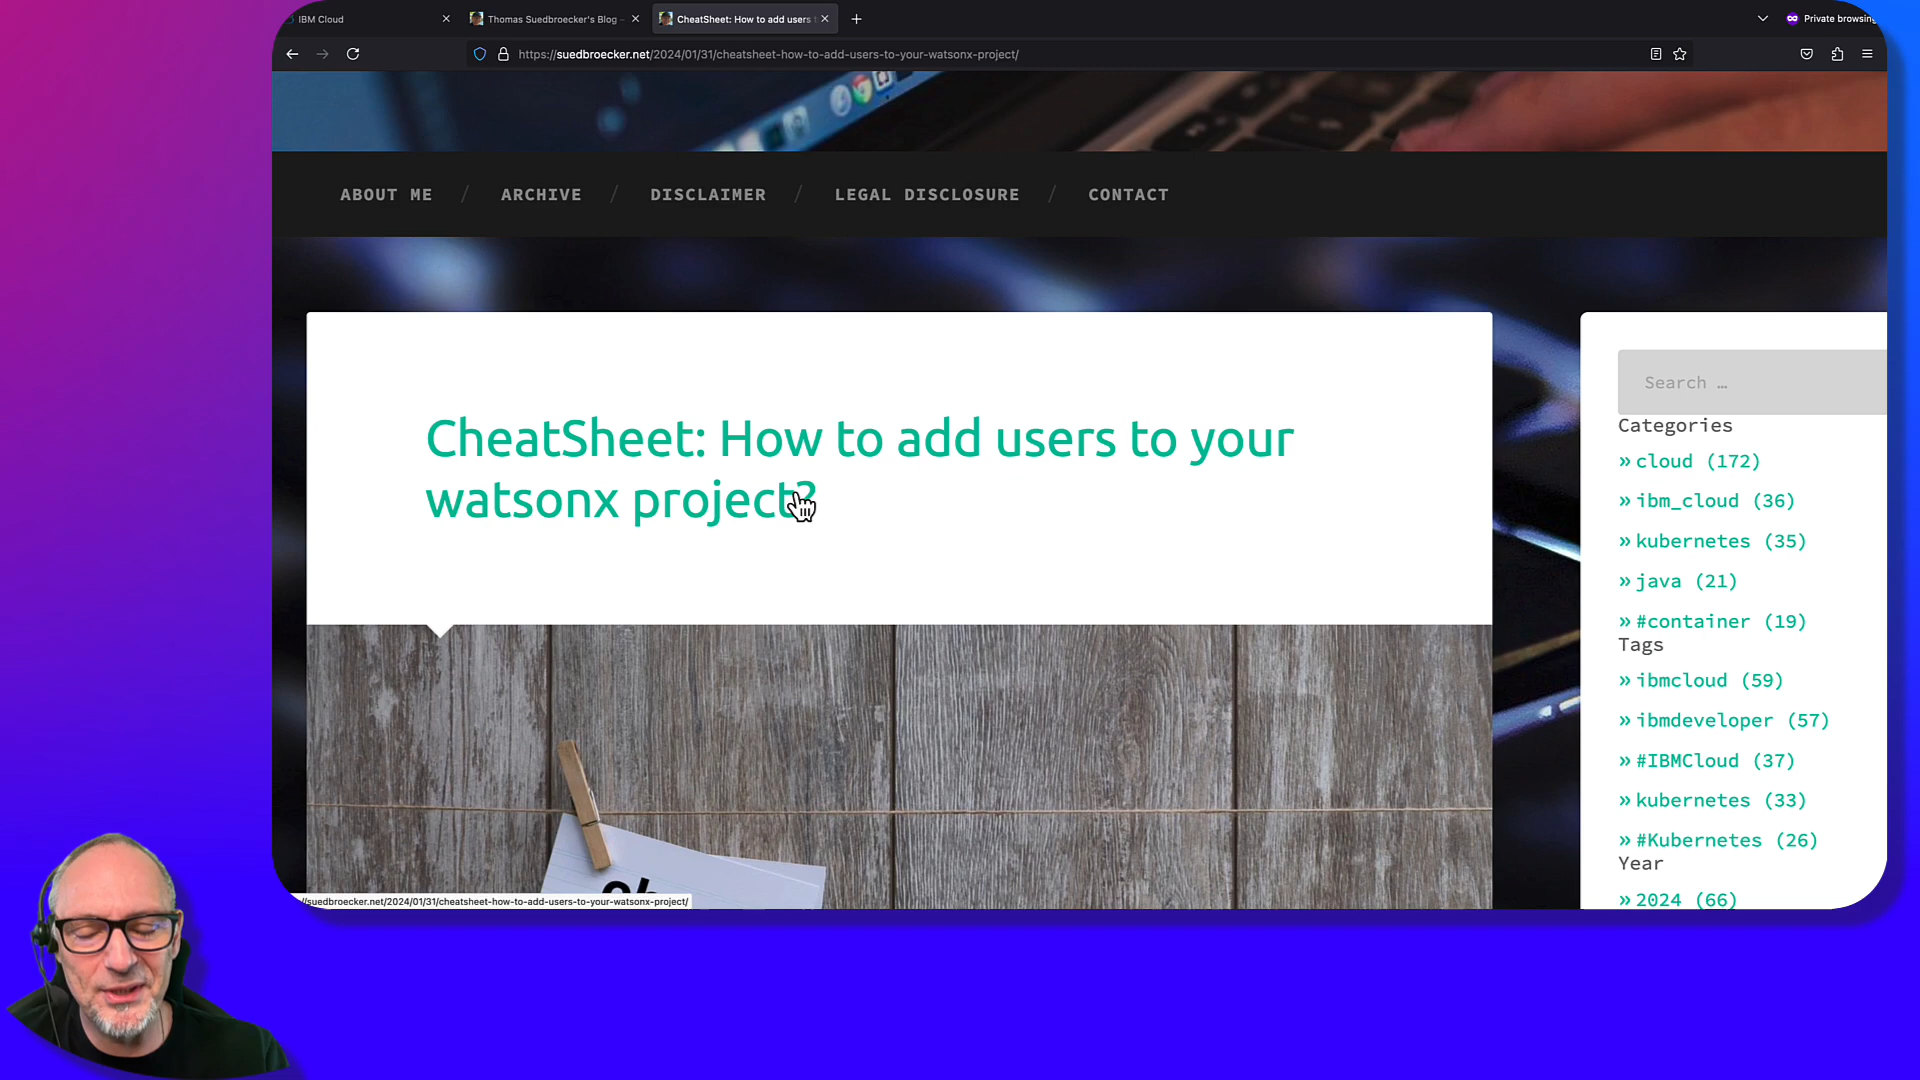 IBM Cloud
Thomas Suedbroecker's Blog –
CheatSheet: How to add users
Private browsing
https://suedbroecker.net/2024/01/31/cheatsheet-how-to-add-users-to-your-watsonx-project/
ABOUT ME / ARCHIVE / DISCLAIMER / LEGAL DISCLOSURE / CONTACT
CheatSheet: How to add users to your
watsonx project?
Search …
Categories
» cloud (172)
» ibm_cloud (36)
» kubernetes (35)
» java (21)
» #container (19)
Tags
» ibmcloud (59)
» ibmdeveloper (57)
» #IBMCloud (37)
» kubernetes (33)
» #Kubernetes (26)
Year
» 2024 (66)
//suedbroecker.net/2024/01/31/cheatsheet-how-to-add-users-to-your-watsonx-project/